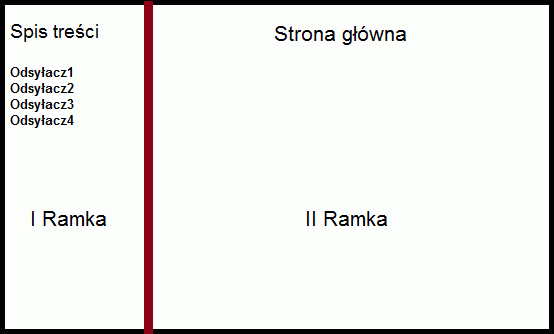 Spis treści
Odsyłacz1
Odsyłacz2
Odsyłacz3
Odsyłacz4
I Ramka
Strona główna
II Ramka